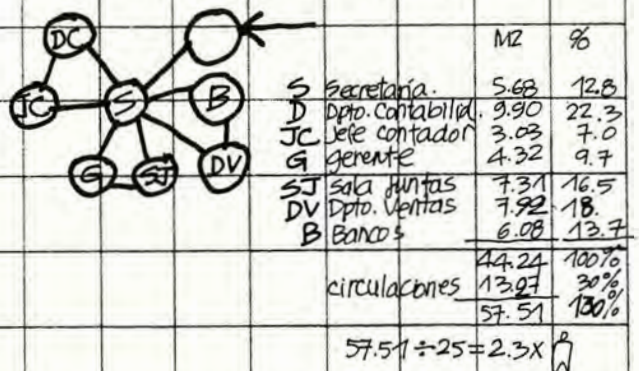 DC
JC
S
B
G
SJ
DV
M2 %
S Secretaria. 5.68 12.8
D Dpto. Contabilid. 9.90 22.3
JC Jefe contador 3.03 7.0
G gerente 4.32 9.7
SJ sala juntas 7.31 16.5
DV Dpto. Ventas 7.92 18.
B Bancos 6.08 13.7
44.24 100%
circulaciones 13.27 30%
57.51 130%
57.51 ÷ 25 = 2.3 X